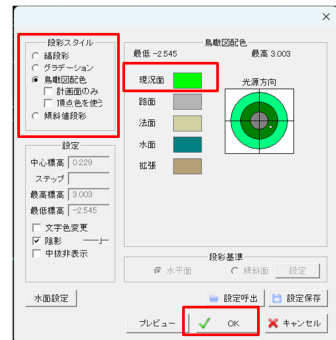 段彩スタイル
縞段彩
グラデーション
鳥瞰図配色
計画面のみ
頂点色を使う
傾斜値段彩
設定
中心標高 0.229
ステップ
最高標高 3.003
最低標高 -2.545
文字色変更
陰影
中抜非表示
鳥瞰図配色
最低 -2.545 最高 3.003
現況面
路面
法面
水面
拡張
光源方向
段彩基準
水平面 傾斜面 設定
水面設定 設定呼出 設定保存
プレビュー OK キャンセル